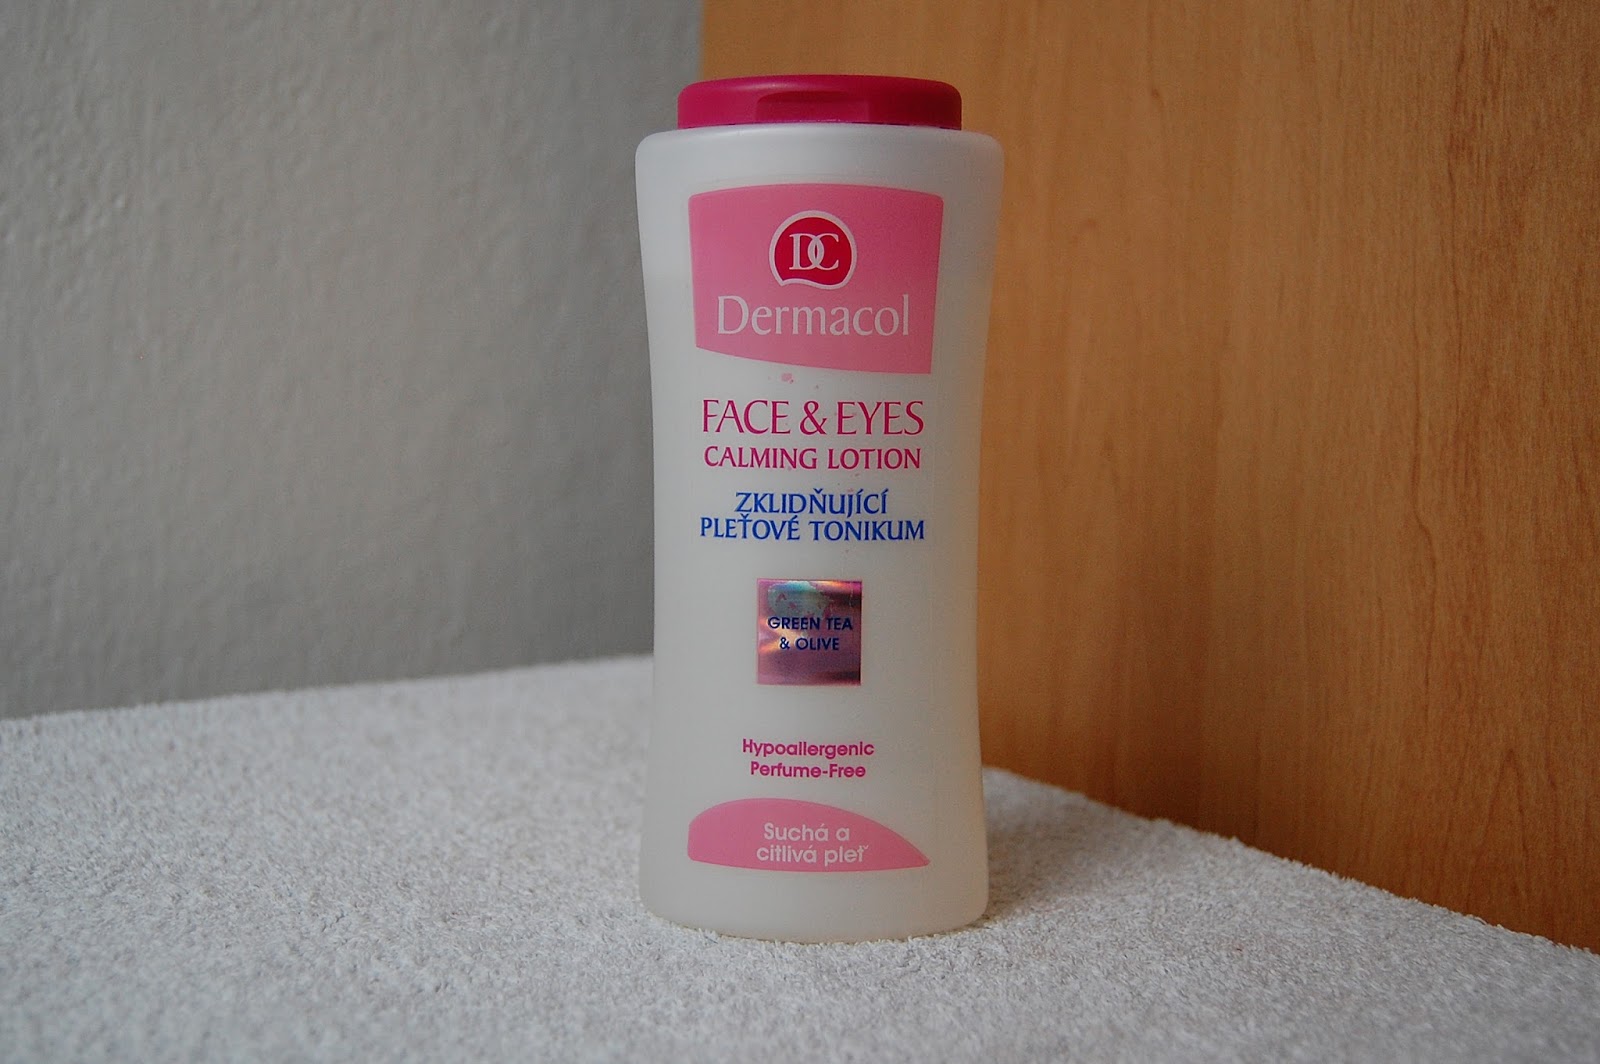 DC
Dermacol
FACE & EYES
CALMING LOTION
ZKLIDŇUJÍCÍ
PLEŤOVÉ TONIKUM
GREEN TEA
& OLIVE
Hypoallergenic
Perfume-Free
Suchá a
citlivá pleť